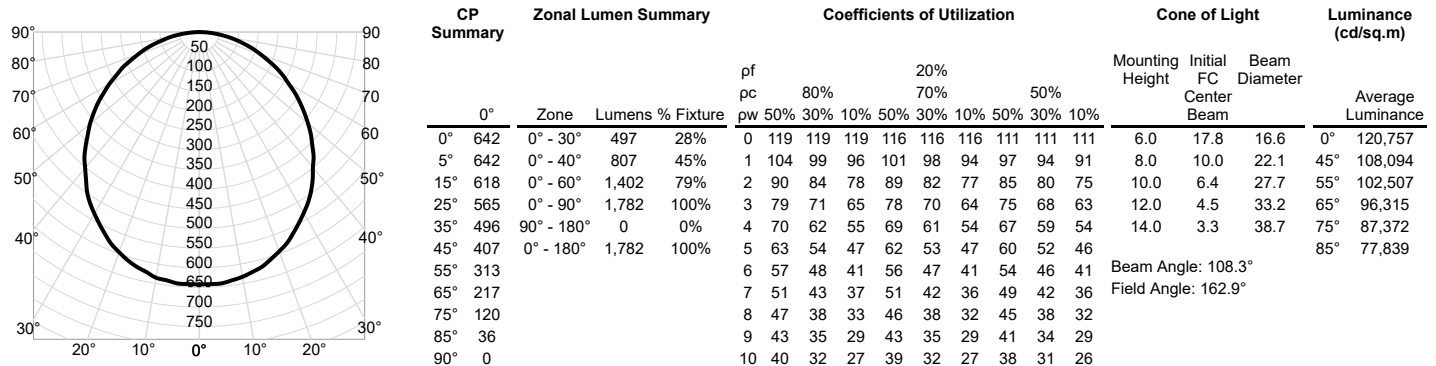 90° 90
80° 80
70° 70
60° 60°
50° 50°
40° 40°
30° 30°
20° 10° 0° 10° 20°
50
100
150
200
250
300
350
400
450
500
550
600
650
700
750
CP Summary
0°
0° 642
5° 642
15° 618
25° 565
35° 496
45° 407
55° 313
65° 217
75° 120
85° 36
90° 0
Zonal Lumen Summary
Zone Lumens % Fixture
0° - 30° 497 28%
0° - 40° 807 45%
0° - 60° 1,402 79%
0° - 90° 1,782 100%
90° - 180° 0 0%
0° - 180° 1,782 100%
Coefficients of Utilization
ρf 20%
ρc 80% 70% 50%
ρw 50% 30% 10% 50% 30% 10% 50% 30% 10%
0 119 119 119 116 116 116 111 111 111
1 104 99 96 101 98 94 97 94 91
2 90 84 78 89 82 77 85 80 75
3 79 71 65 78 70 64 75 68 63
4 70 62 55 69 61 54 67 59 54
5 63 54 47 62 53 47 60 52 46
6 57 48 41 56 47 41 54 46 41
7 51 43 37 51 42 36 49 42 36
8 47 38 33 46 38 32 45 38 32
9 43 35 29 43 35 29 41 34 29
10 40 32 27 39 32 27 38 31 26
Cone of Light
Mounting Height Initial FC Center Beam Beam Diameter
6.0 17.8 16.6
8.0 10.0 22.1
10.0 6.4 27.7
12.0 4.5 33.2
14.0 3.3 38.7
Beam Angle: 108.3°
Field Angle: 162.9°
Luminance (cd/sq.m)
Average Luminance
0° 120,757
45° 108,094
55° 102,507
65° 96,315
75° 87,372
85° 77,839